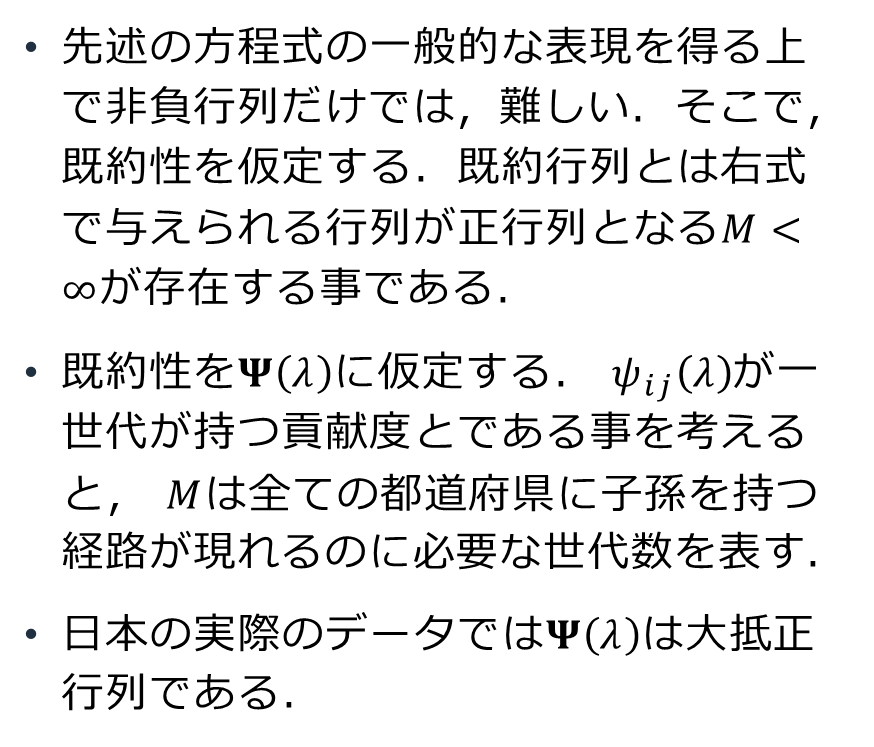 • 先述の方程式の一般的な表現を得る上
で非負行列だけでは，難しい．そこで，
既約性を仮定する．既約行列とは右式
で与えられる行列が正行列となる𝑀 <
∞が存在する事である．
• 既約性を𝚿(𝜆)に仮定する． 𝜓𝑖𝑗(𝜆)が一
世代が持つ貢献度とである事を考える
と， 𝑀は全ての都道府県に子孫を持つ
経路が現れるのに必要な世代数を表す．
• 日本の実際のデータでは𝚿(𝜆)は大抵正
行列である．